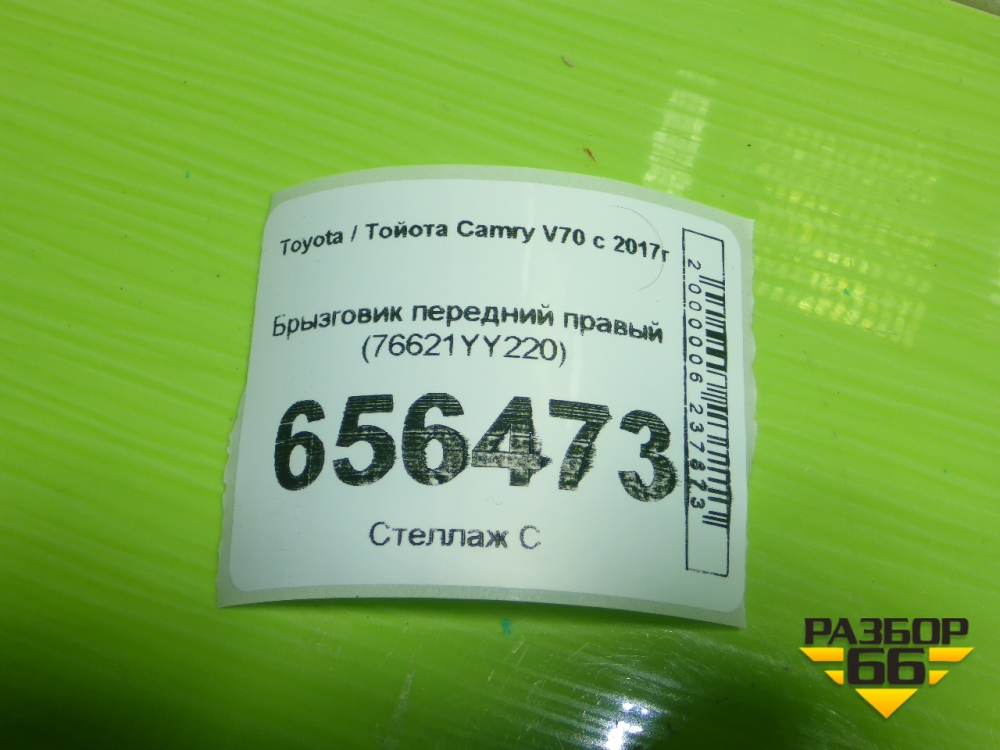 Toyota / Тойота Camry V70 с 2017г
Брызговик передний правый
(76621YY220)
656473
Стеллаж С
2000006237873
РАЗБОР
66